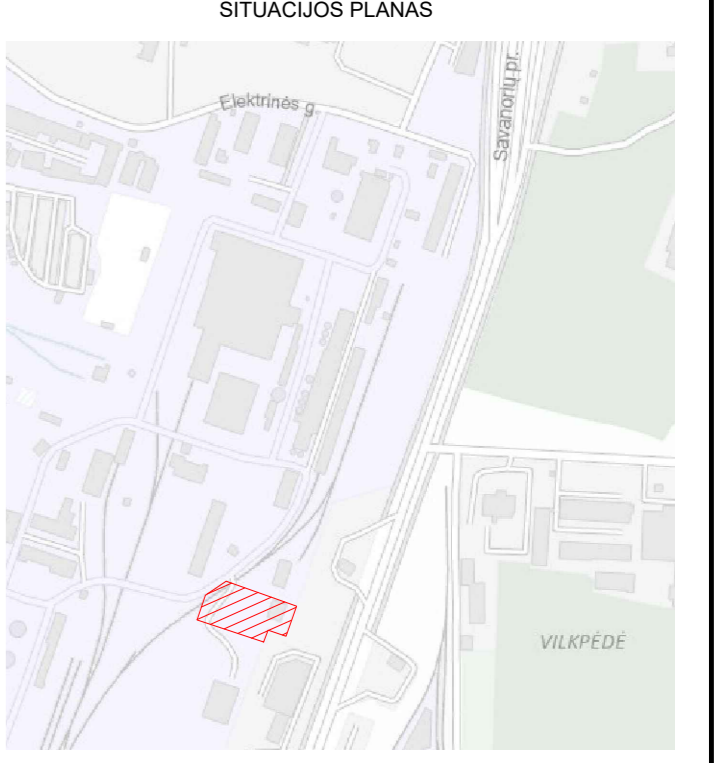 SITUACIJOS PLANAS
Elektrinės g.
Savanorių pr.
VILKPĖDĖ